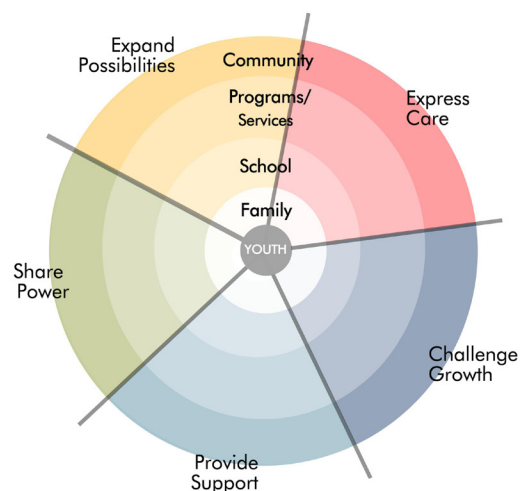 Expand
Possibilities
Community
Programs/
Services
School
Family
YOUTH
Express
Care
Share
Power
Challenge
Growth
Provide
Support